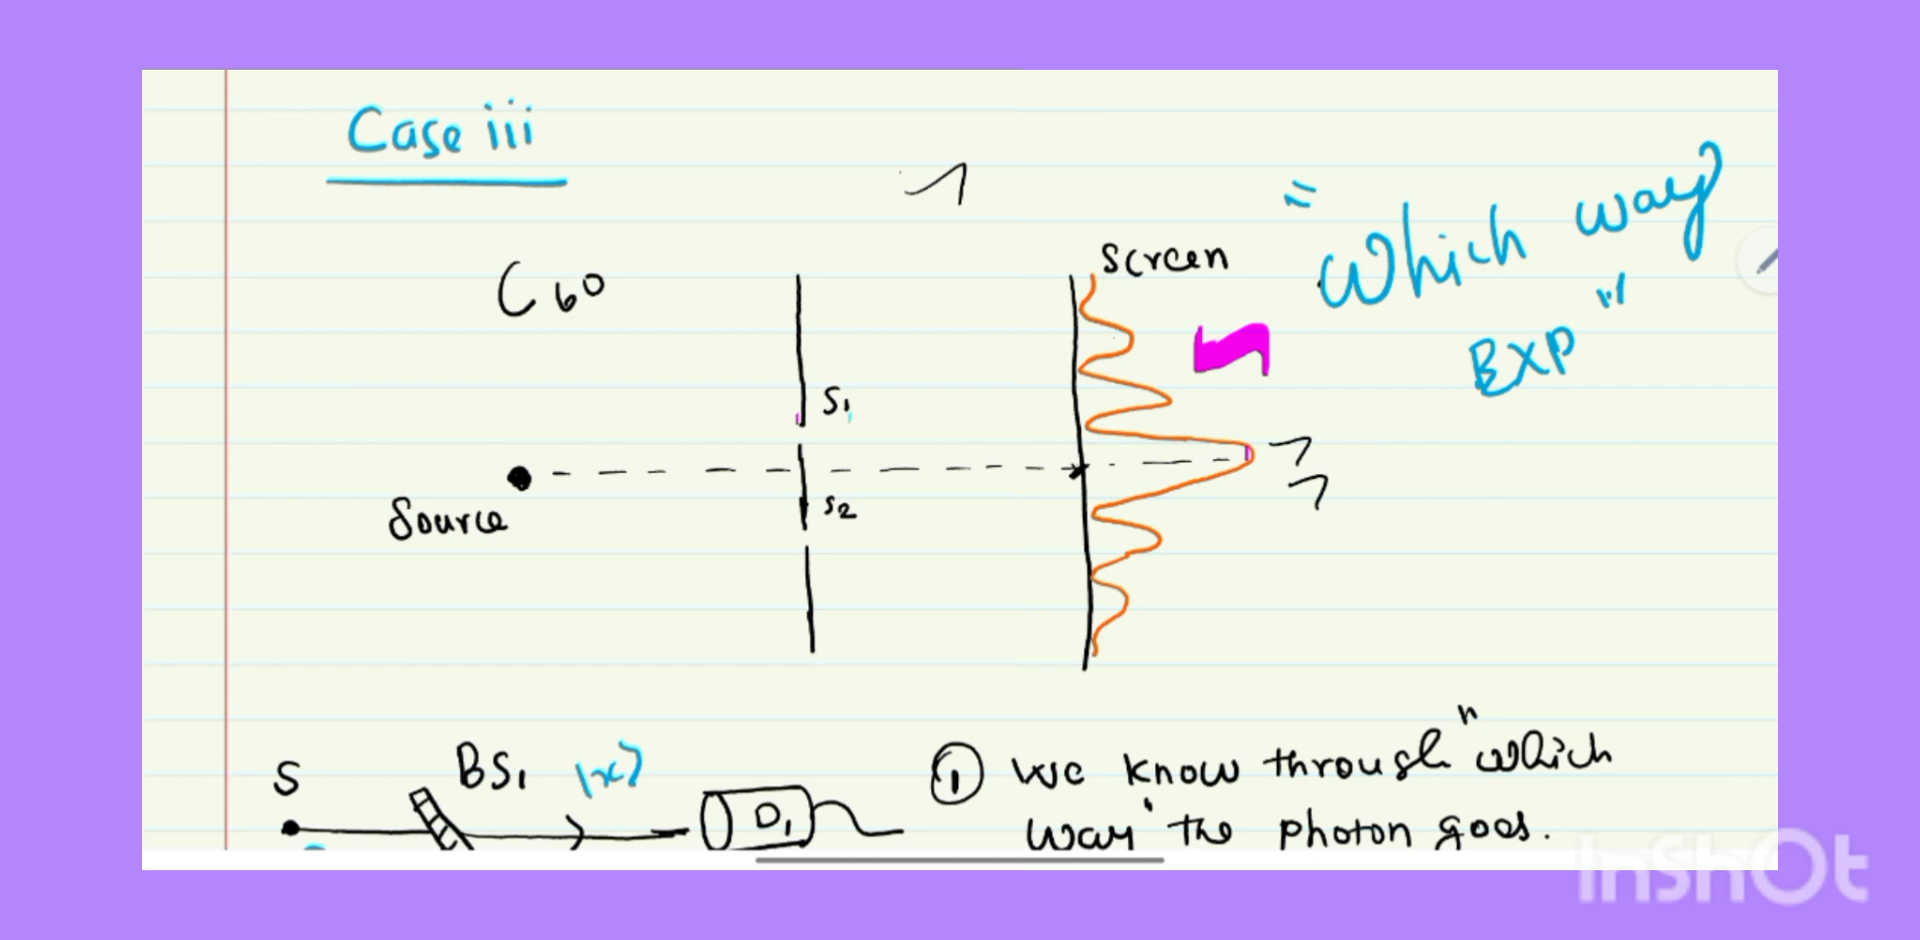 Case iii
C60
Screen
"Which way
Exp"
S1
Source
S2
S
BS1
|x>
D1
① We know through "which
way" the photon goes.
InShOt